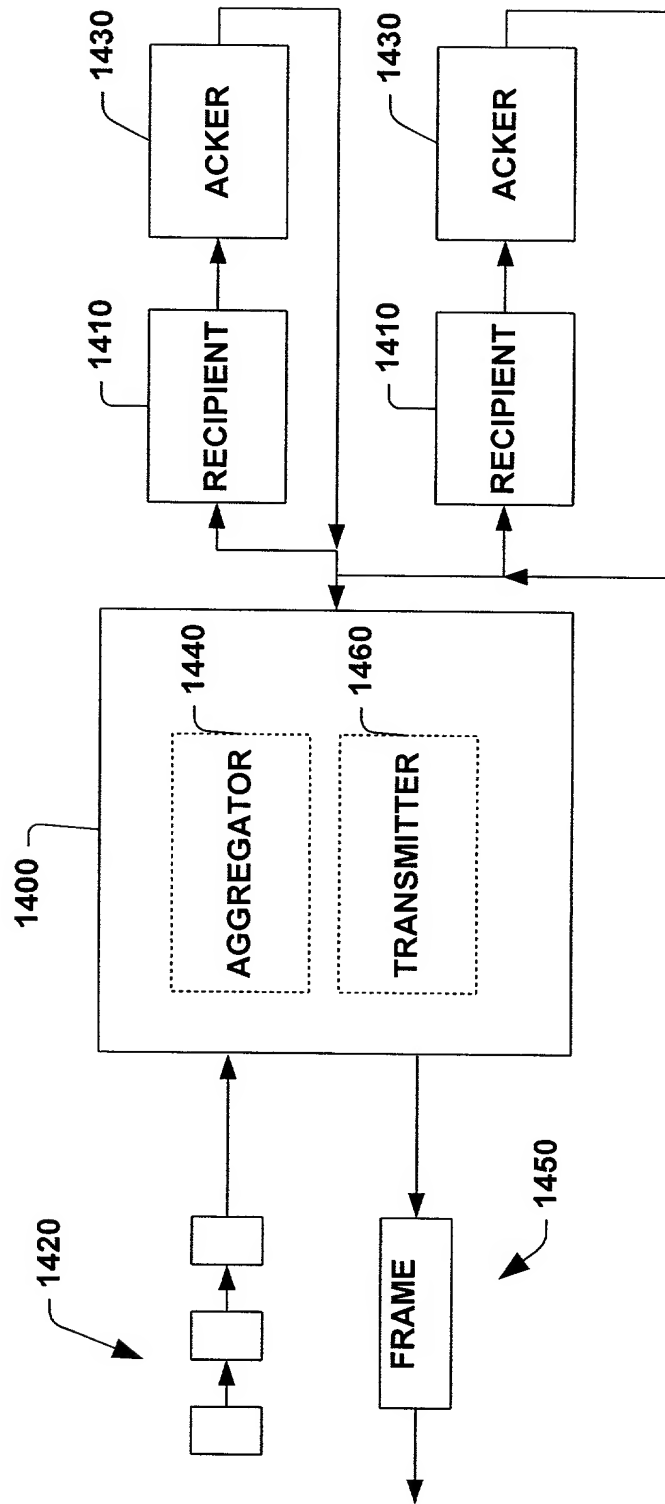 1400
1410
1430
RECIPIENT
ACKER
1420
1440
AGGREGATOR
1460
TRANSMITTER
1410
1430
RECIPIENT
ACKER
FRAME
1450